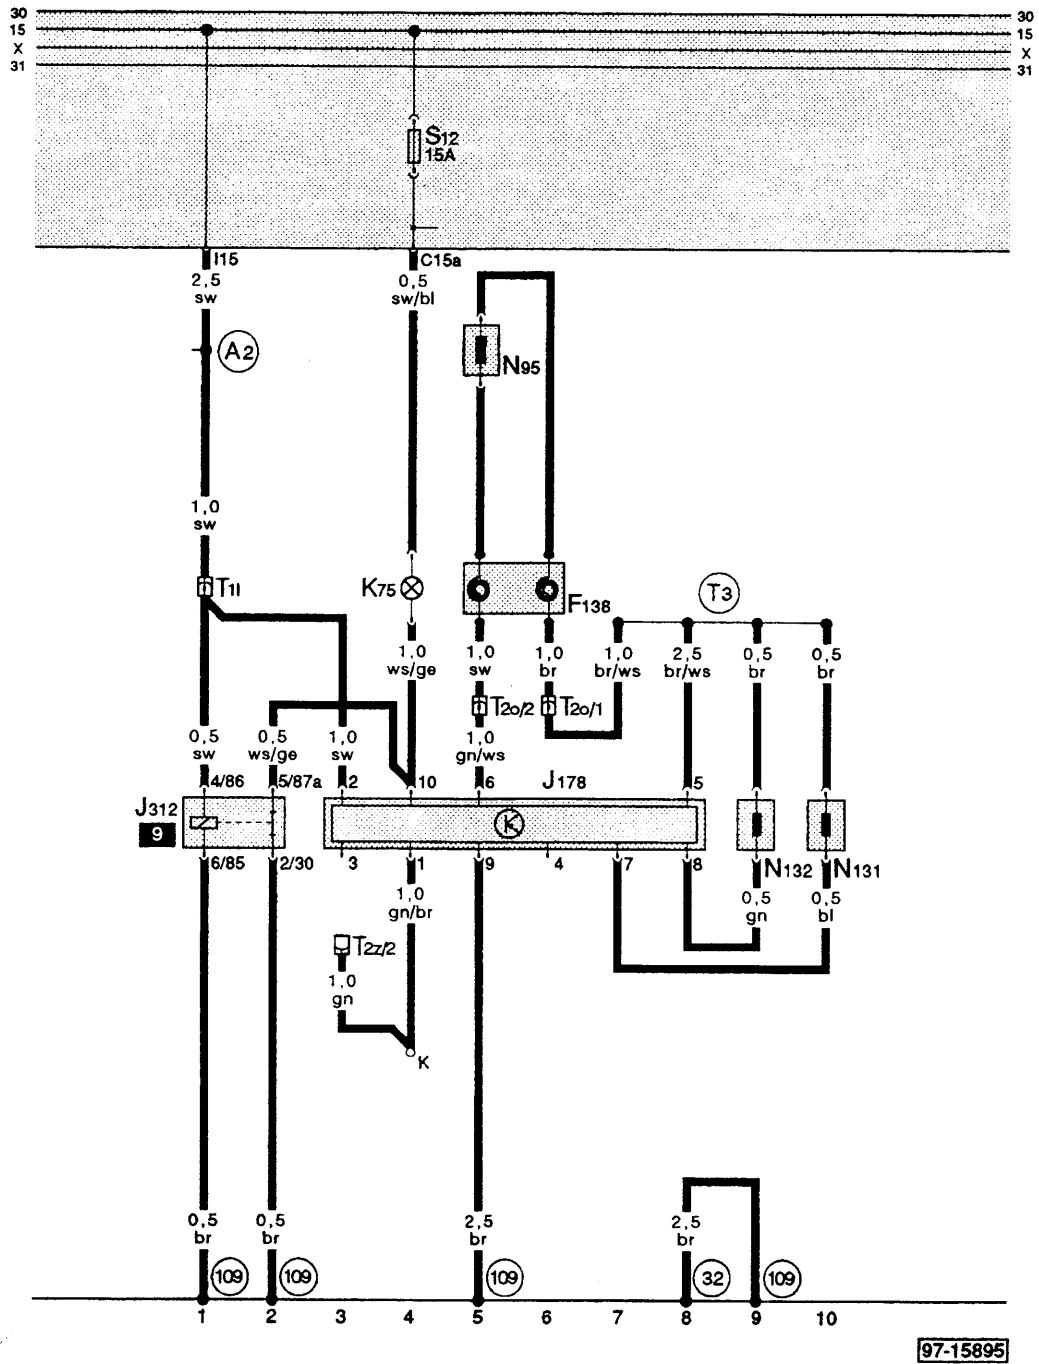 30 30
15 15
X X
31 31
S12
15A
I15 C15a
2,5 0,5
sw sw/bl
A2
N95
1,0
sw
T1l K75 F138 T3
1,0 1,0 1,0 1,0 2,5 0,5 0,5
ws/ge sw br br/ws br/ws br br
T2o/2 T2o/1
0,5 0,5 1,0 1,0
sw ws/ge sw gn/ws
4/86 5/87a 2 10 6 J178 5
J312
9
K
6/85 2/30 3 1 9 4 7 8 N132 N131
1,0 0,5 0,5
gn/br gn bl
T2z/2
1,0
gn
K
0,5 0,5 2,5 2,5
br br br br
109 109 109 32 109
1 2 3 4 5 6 7 8 9 10
97-15895